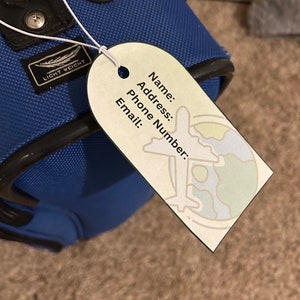 LIGHT WEIGHT
Name:
Address:
Phone Number:
Email: